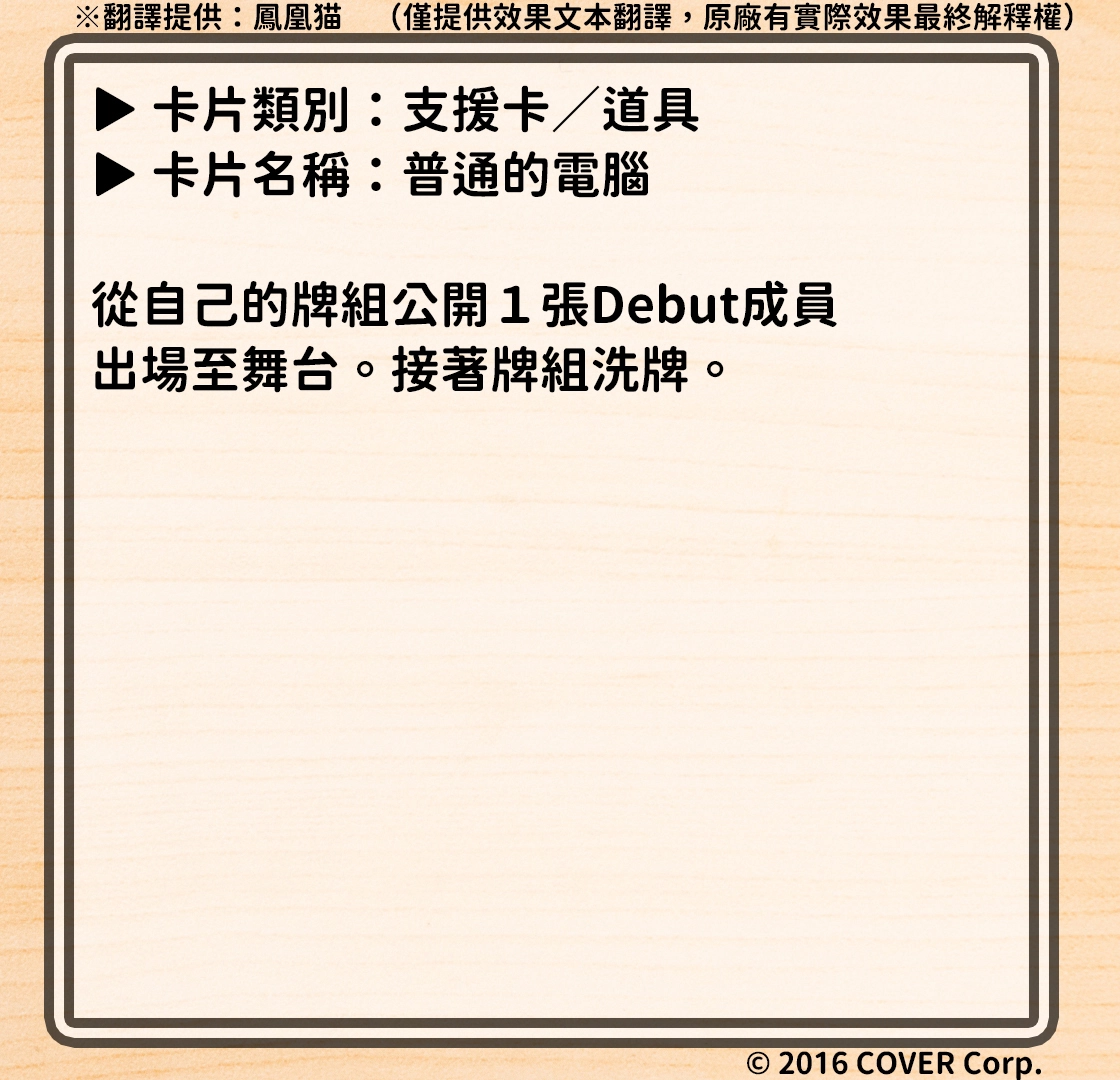 ※翻譯提供：鳳凰猫　（僅提供效果文本翻譯，原廠有實際效果最終解釋權）
▶ 卡片類別：支援卡／道具
▶ 卡片名稱：普通的電腦
從自己的牌組公開１張Debut成員
出場至舞台。接著牌組洗牌。
© 2016 COVER Corp.